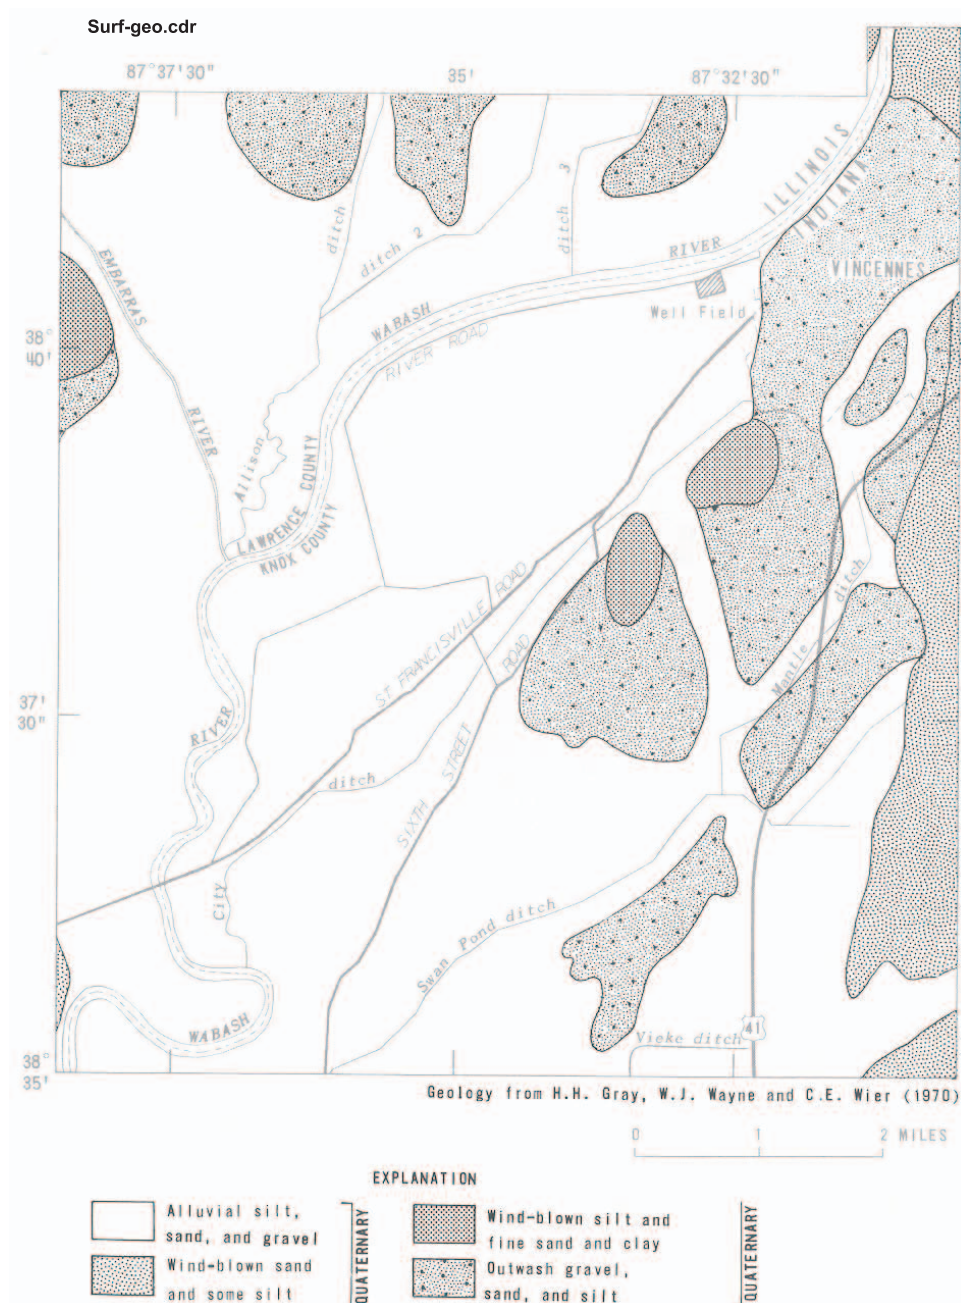 Surf-geo.cdr
87°37'30"
35'
87°32'30"
ILLINOIS
INDIANA
ditch 3
ditch
ditch 2
RIVER
VINCENNES
EMBARRAS
Well Field
WABASH
RIVER ROAD
38°
40'
RIVER
Allison
LAWRENCE COUNTY
KNOX COUNTY
ditch
Mantle
ST FRANCISVILLE ROAD
ROAD
37'
30"
RIVER
ditch
STREET
SIXTH
City
Swan Pond ditch
WABASH
41
Vieke ditch
38°
35'
Geology from H.H. Gray, W.J. Wayne and C.E. Wier (1970)
0 1 2 MILES
EXPLANATION
Alluvial silt,
sand, and gravel
Wind-blown sand
and some silt
QUATERNARY
Wind-blown silt and
fine sand and clay
Outwash gravel,
sand, and silt
QUATERNARY